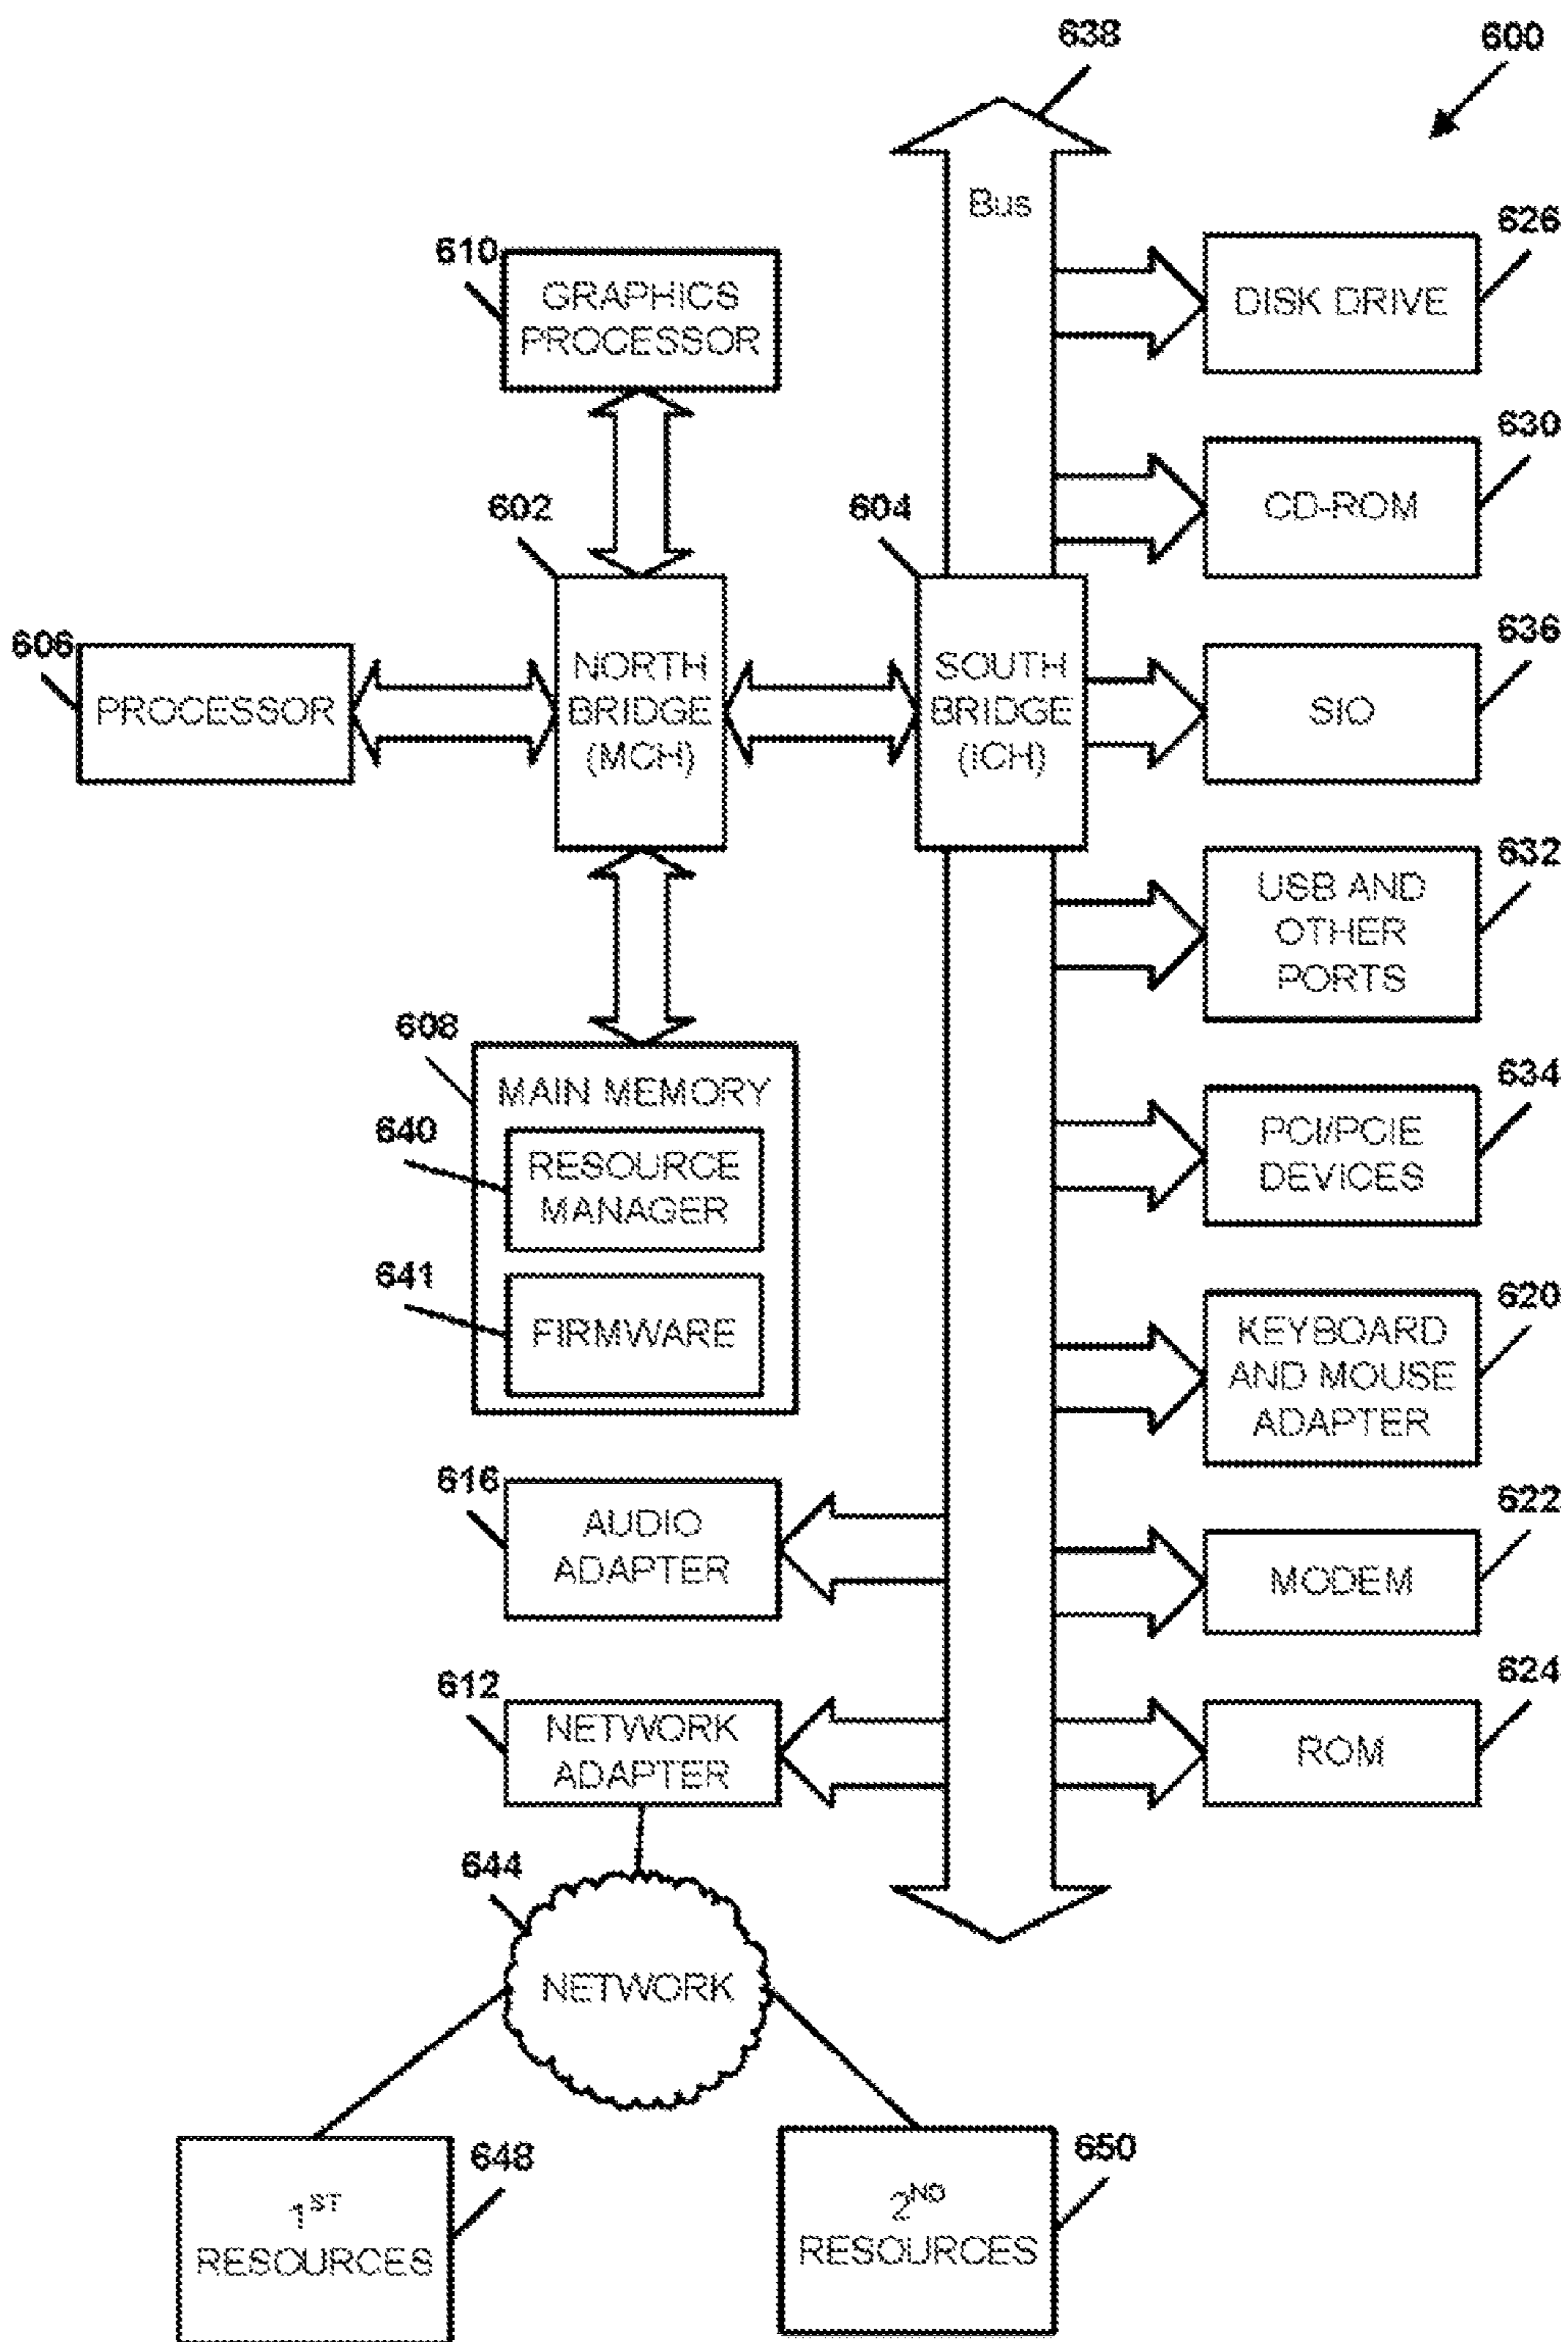 638
600
Bus
626
DISK DRIVE
610
GRAPHICS
PROCESSOR
630
CD-ROM
602
604
606
PROCESSOR
NORTH
BRIDGE
(MCH)
SOUTH
BRIDGE
(ICH)
636
SIO
632
USB AND
OTHER
PORTS
608
MAIN MEMORY
640
RESOURCE
MANAGER
641
FIRMWARE
634
PCI/PCIE
DEVICES
620
KEYBOARD
AND MOUSE
ADAPTER
616
AUDIO
ADAPTER
622
MODEM
612
NETWORK
ADAPTER
624
ROM
644
NETWORK
648
1ST
RESOURCES
650
2ND
RESOURCES